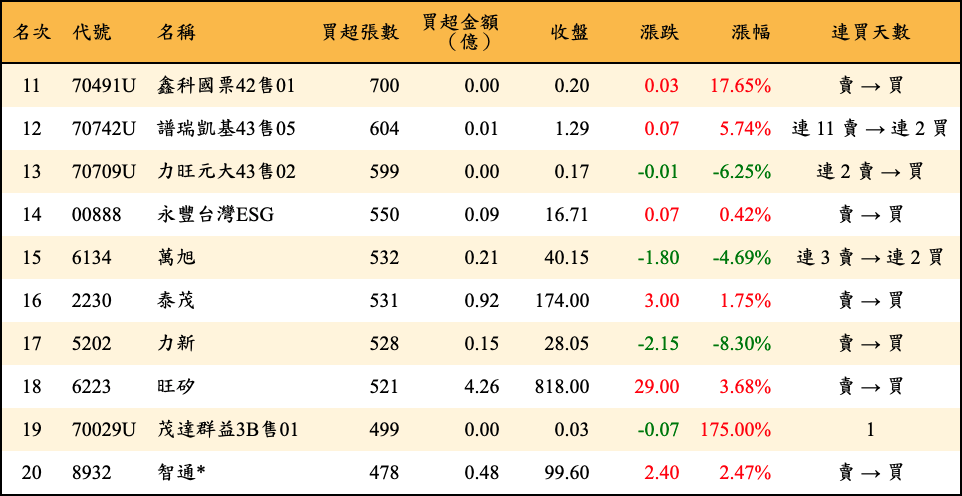 名次 代號 名稱 買超張數 買超金額（億） 收盤 漲跌 漲幅 連買天數
11 70491U 鑫科國票42售01 700 0.00 0.20 0.03 17.65% 賣 → 買
12 70742U 譜瑞凱基43售05 604 0.01 1.29 0.07 5.74% 連 11 賣 → 連 2 買
13 70709U 力旺元大43售02 599 0.00 0.17 -0.01 -6.25% 連 2 賣 → 買
14 00888 永豐台灣ESG 550 0.09 16.71 0.07 0.42% 賣 → 買
15 6134 萬旭 532 0.21 40.15 -1.80 -4.69% 連 3 賣 → 連 2 買
16 2230 泰茂 531 0.92 174.00 3.00 1.75% 賣 → 買
17 5202 力新 528 0.15 28.05 -2.15 -8.30% 賣 → 買
18 6223 旺矽 521 4.26 818.00 29.00 3.68% 賣 → 買
19 70029U 茂達群益3B售01 499 0.00 0.03 -0.07 175.00% 1
20 8932 智通* 478 0.48 99.60 2.40 2.47% 賣 → 買